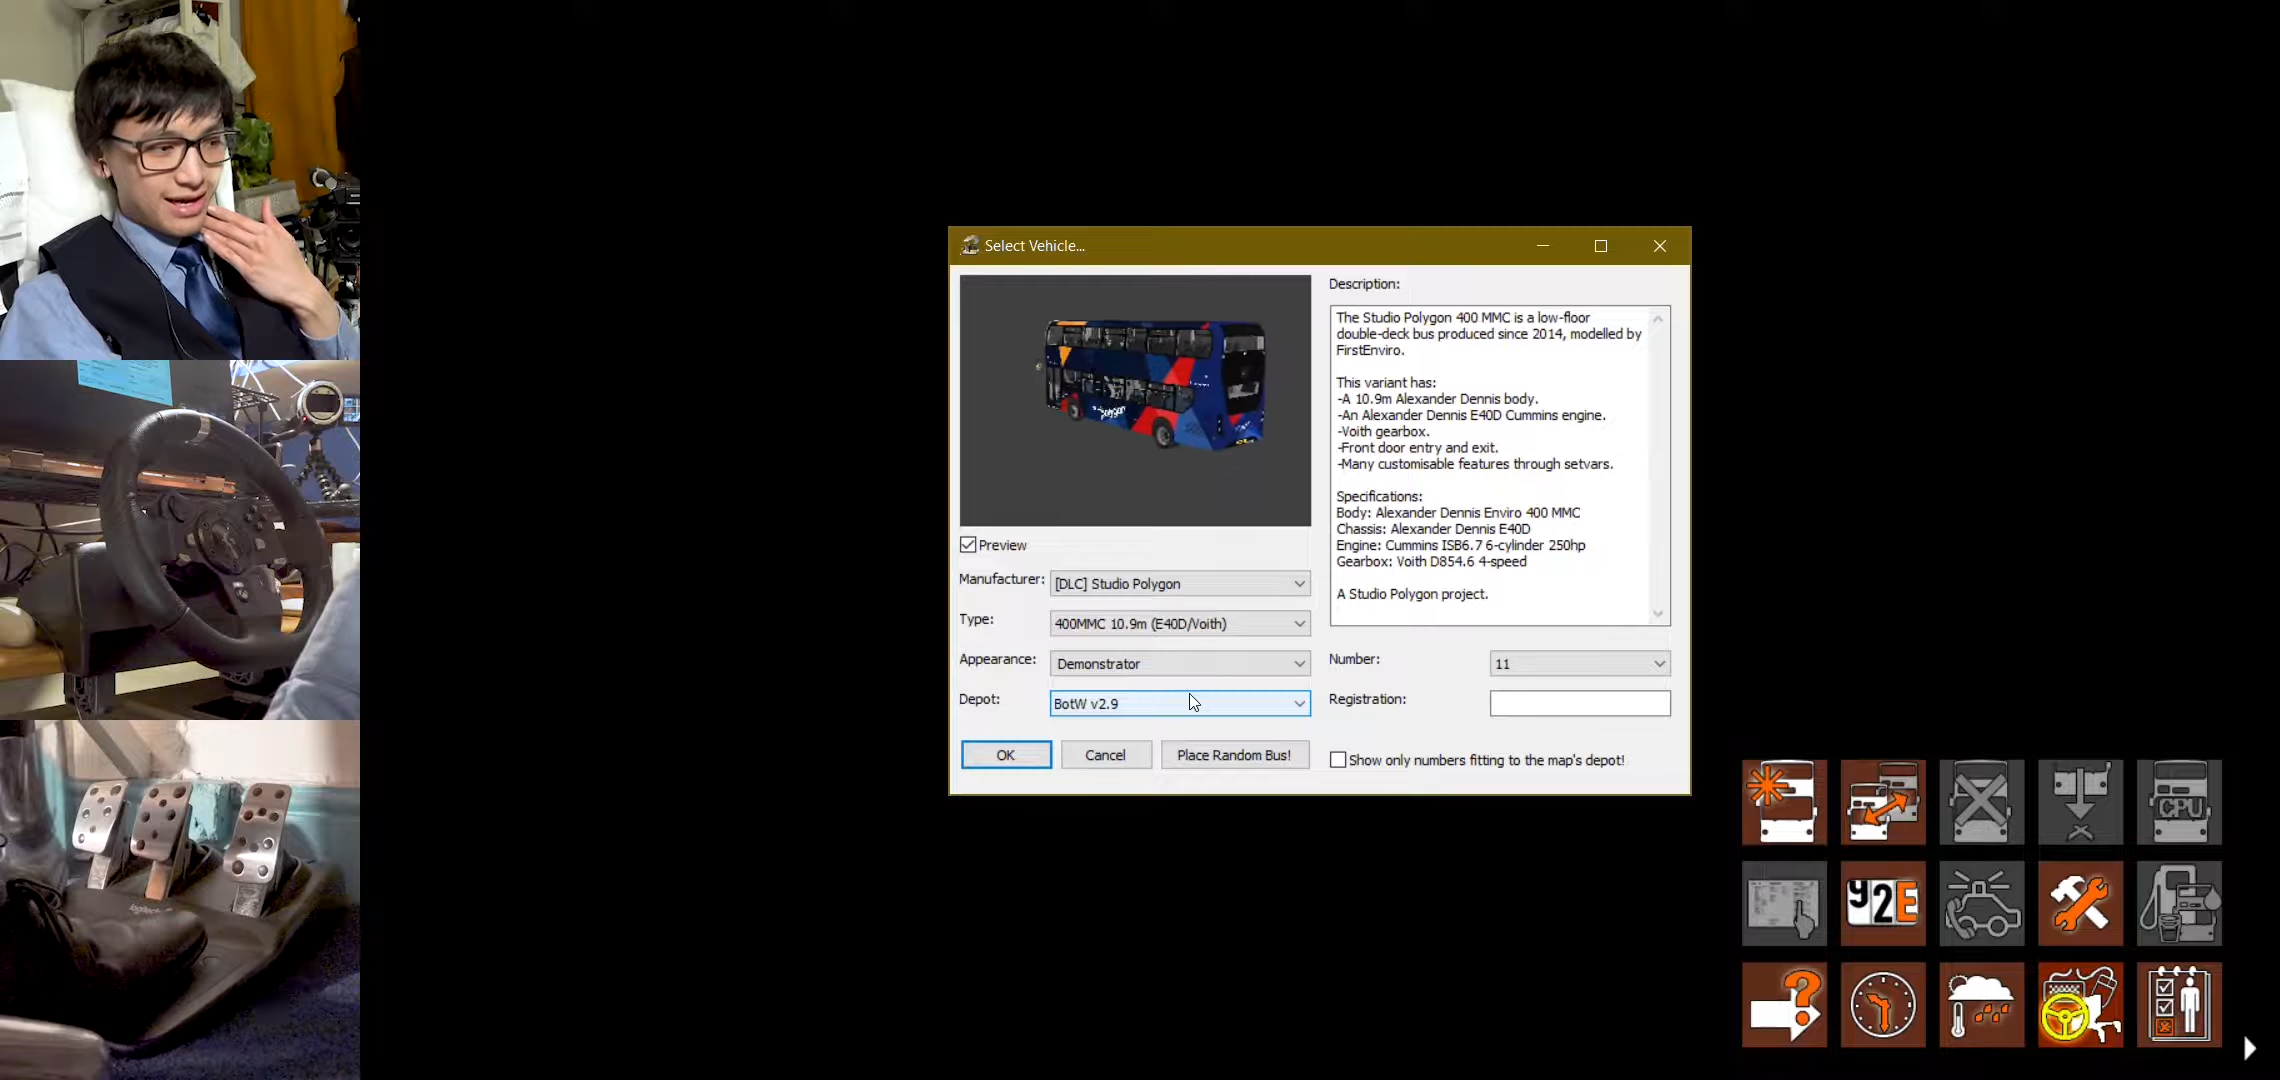 Select Vehicle...
polygon
Preview
Manufacturer: [DLC] Studio Polygon
Type: 400MMC 10.9m (E40D/Voith)
Appearance: Demonstrator
Depot: BotW v2.9
OK
Cancel
Place Random Bus!
Description:
The Studio Polygon 400 MMC is a low-floor
double-deck bus produced since 2014, modelled by
FirstEnviro.
This variant has:
-A 10.9m Alexander Dennis body.
-An Alexander Dennis E40D Cummins engine.
-Voith gearbox.
-Front door entry and exit.
-Many customisable features through setvars.
Specifications:
Body: Alexander Dennis Enviro 400 MMC
Chassis: Alexander Dennis E40D
Engine: Cummins ISB6.7 6-cylinder 250hp
Gearbox: Voith D854.6 4-speed
A Studio Polygon project.
Number: 11
Registration:
Show only numbers fitting to the map's depot!
CPU
92E
?
logitech